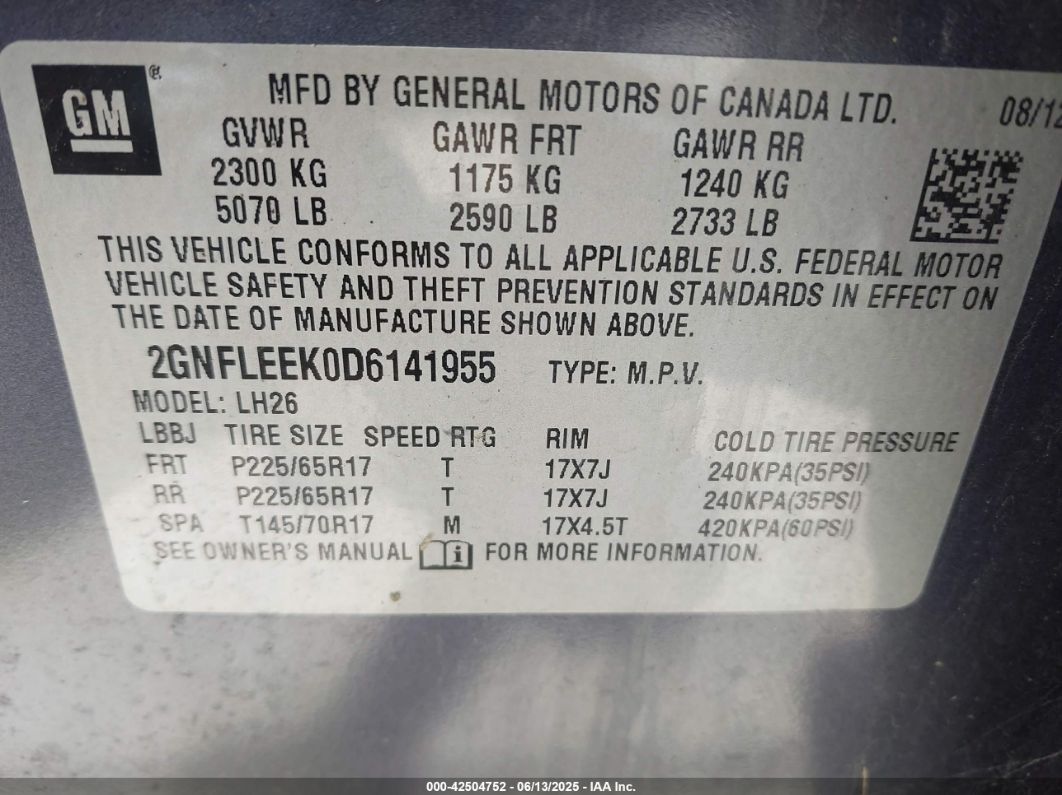 GM ®
MFD BY GENERAL MOTORS OF CANADA LTD. 08/12
GVWR GAWR FRT GAWR RR
2300 KG 1175 KG 1240 KG
5070 LB 2590 LB 2733 LB
THIS VEHICLE CONFORMS TO ALL APPLICABLE U.S. FEDERAL MOTOR
VEHICLE SAFETY AND THEFT PREVENTION STANDARDS IN EFFECT ON
THE DATE OF MANUFACTURE SHOWN ABOVE.
2GNFLEEK0D6141955 TYPE: M.P.V.
MODEL: LH26
LBBJ TIRE SIZE SPEED RTG RIM COLD TIRE PRESSURE
FRT P225/65R17 T 17X7J 240KPA(35PSI)
RR P225/65R17 T 17X7J 240KPA(35PSI)
SPA T145/70R17 M 17X4.5T 420KPA(60PSI)
SEE OWNER'S MANUAL i FOR MORE INFORMATION.
000-42504752 - 06/13/2025 - IAA Inc.